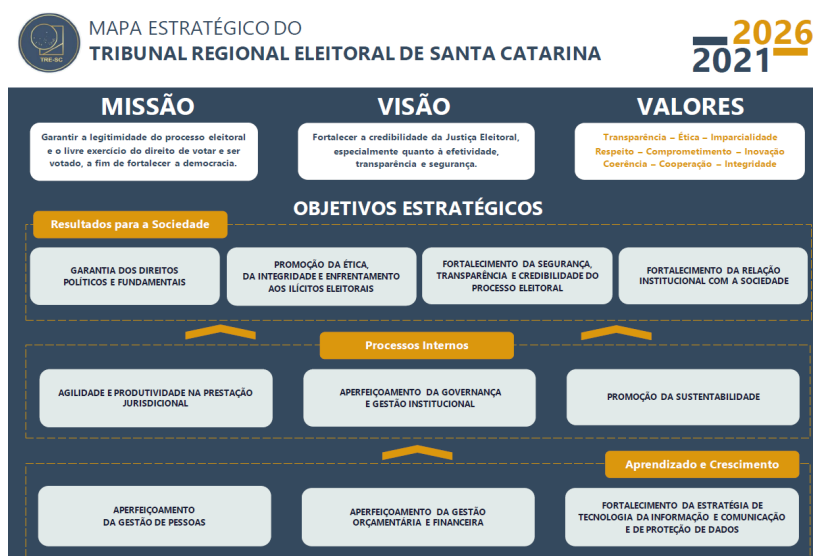 TRE-SC
MAPA ESTRATÉGICO DO
TRIBUNAL REGIONAL ELEITORAL DE SANTA CATARINA
2026
2021
MISSÃO
Garantir a legitimidade do processo eleitoral
e o livre exercício do direito de votar e ser
votado, a fim de fortalecer a democracia.
VISÃO
Fortalecer a credibilidade da Justiça Eleitoral,
especialmente quanto à efetividade,
transparência e segurança.
VALORES
Transparência – Ética – Imparcialidade
Respeito – Comprometimento – Inovação
Coerência – Cooperação – Integridade
OBJETIVOS ESTRATÉGICOS
Resultados para a Sociedade
GARANTIA DOS DIREITOS
POLÍTICOS E FUNDAMENTAIS
PROMOÇÃO DA ÉTICA,
DA INTEGRIDADE E ENFRENTAMENTO
AOS ILÍCITOS ELEITORAIS
FORTALECIMENTO DA SEGURANÇA,
TRANSPARÊNCIA E CREDIBILIDADE DO
PROCESSO ELEITORAL
FORTALECIMENTO DA RELAÇÃO
INSTITUCIONAL COM A SOCIEDADE
Processos Internos
AGILIDADE E PRODUTIVIDADE NA PRESTAÇÃO
JURISDICIONAL
APERFEIÇOAMENTO DA GOVERNANÇA
E GESTÃO INSTITUCIONAL
PROMOÇÃO DA SUSTENTABILIDADE
Aprendizado e Crescimento
APERFEIÇOAMENTO
DA GESTÃO DE PESSOAS
APERFEIÇOAMENTO DA GESTÃO
ORÇAMENTÁRIA E FINANCEIRA
FORTALECIMENTO DA ESTRATÉGIA DE
TECNOLOGIA DA INFORMAÇÃO E COMUNICAÇÃO
E DE PROTEÇÃO DE DADOS